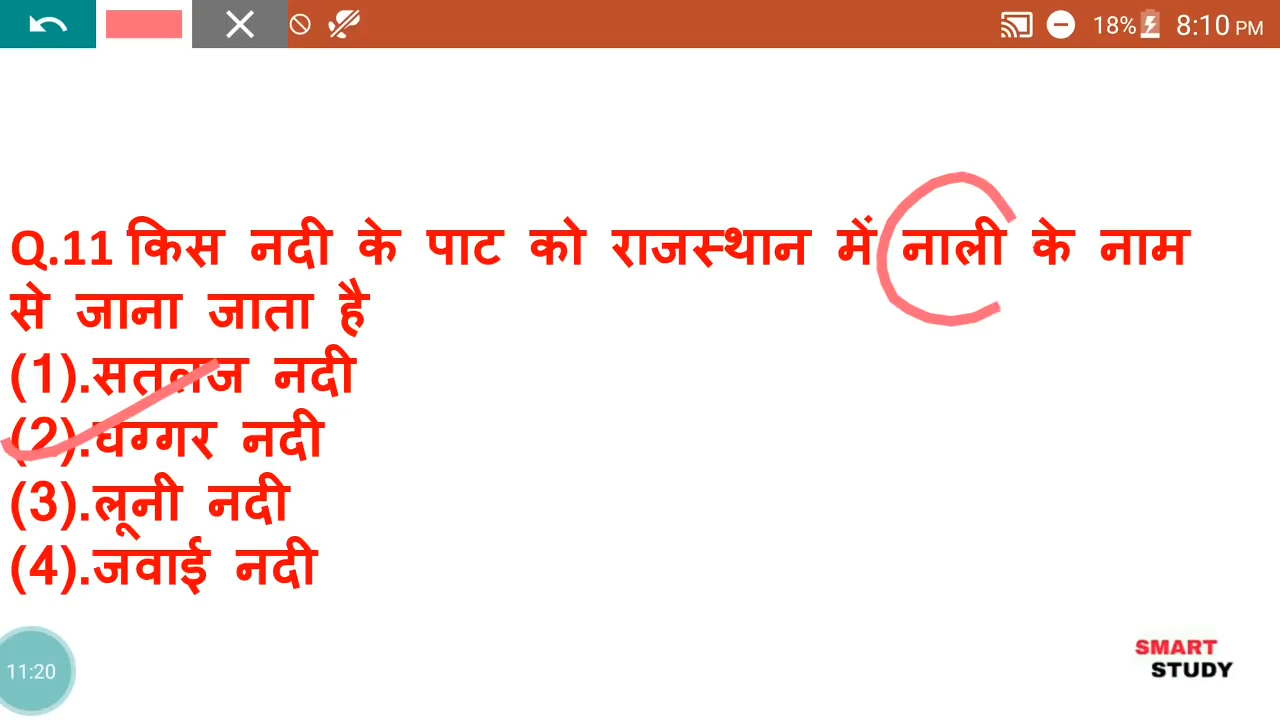 18% 8:10 PM
Q.11 किस नदी के पाट को राजस्थान में नाली के नाम
से जाना जाता है
(1).सतलज नदी
(2).घग्गर नदी
(3).लूनी नदी
(4).जवाई नदी
11:20
SMART
STUDY